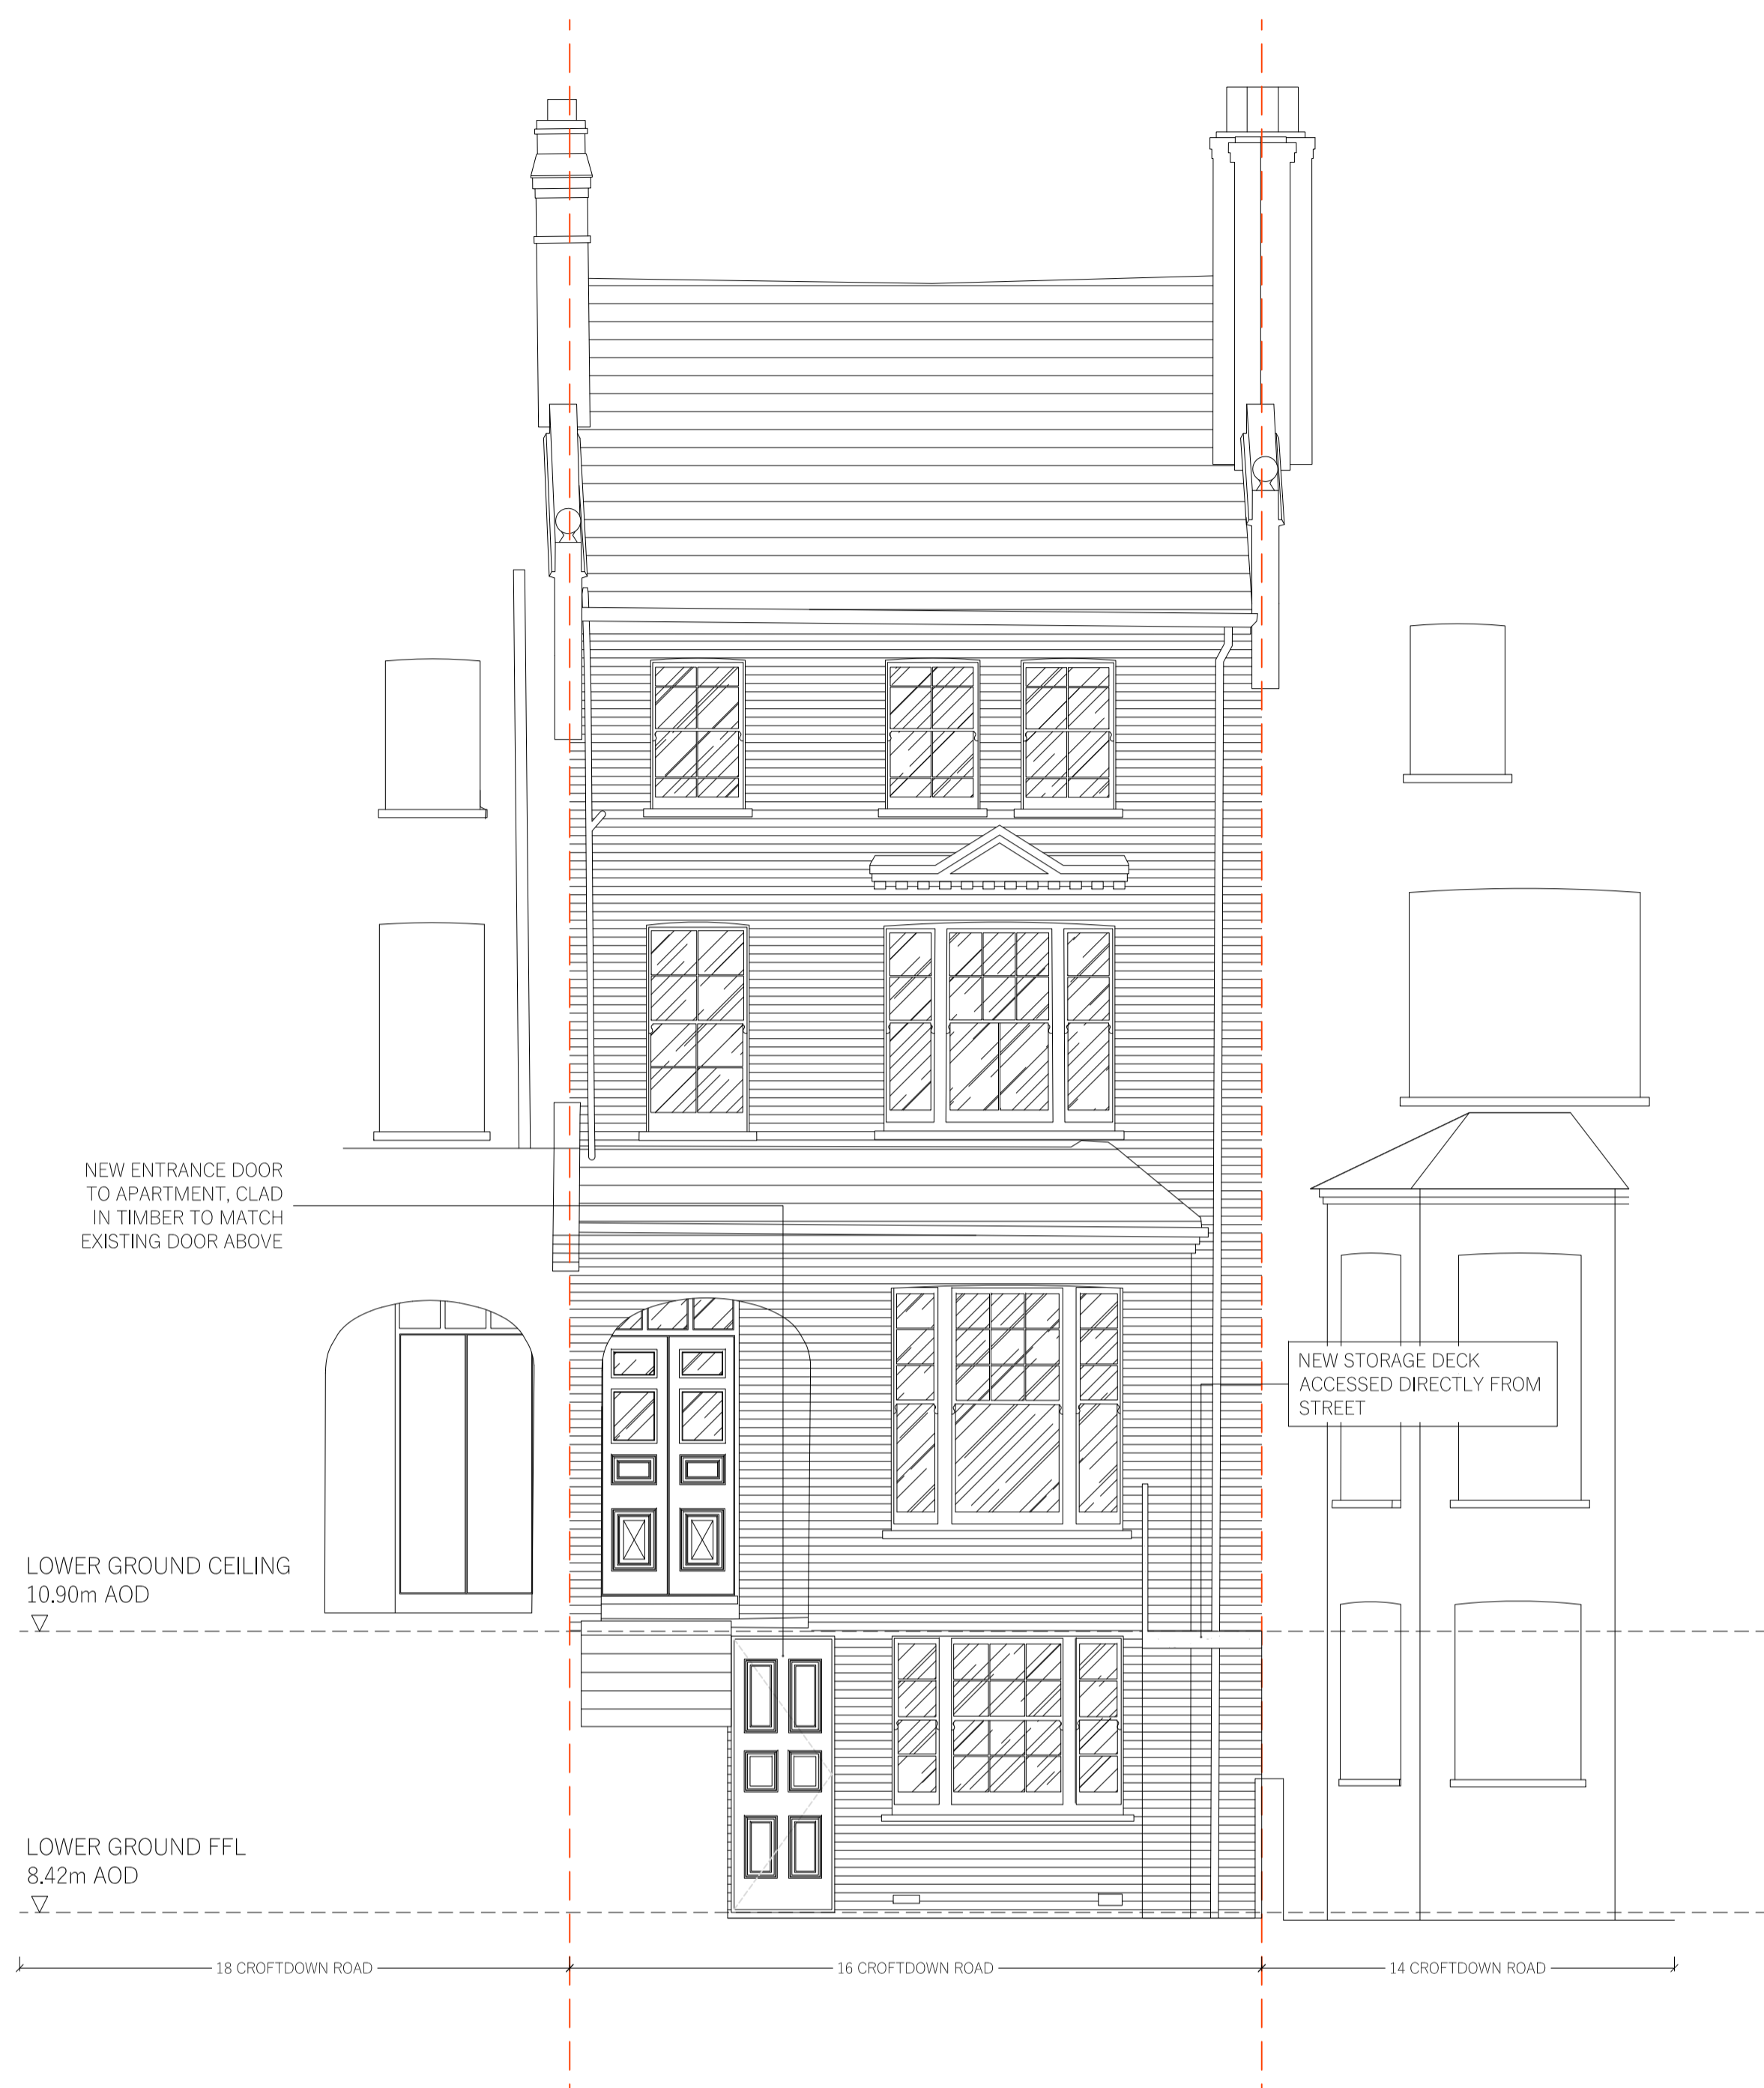 NEW ENTRANCE DOOR
TO APARTMENT, CLAD
IN TIMBER TO MATCH
EXISTING DOOR ABOVE
NEW STORAGE DECK
ACCESSED DIRECTLY FROM
STREET
LOWER GROUND CEILING
10.90m AOD
LOWER GROUND FFL
8.42m AOD
18 CROFTDOWN ROAD
16 CROFTDOWN ROAD
14 CROFTDOWN ROAD